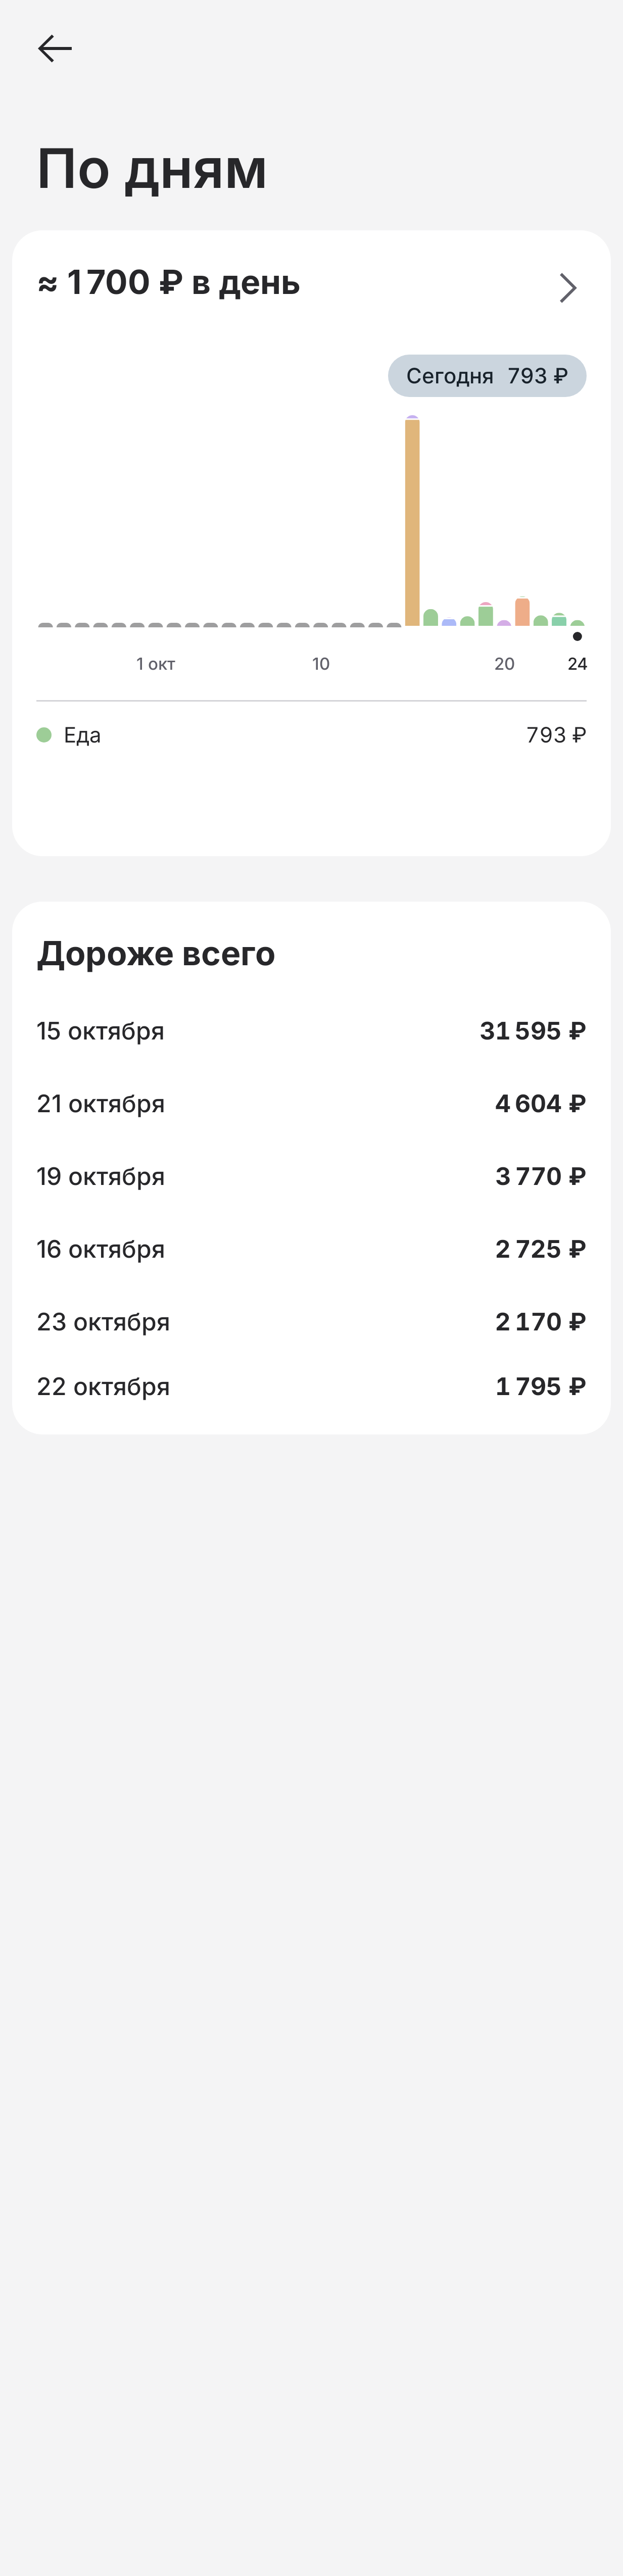 По дням
≈ 1 700 ₽ в день
Сегодня 793 ₽
1 окт 10 20 24
Еда 793 ₽
Дороже всего
15 октября 31 595 ₽
21 октября 4 604 ₽
19 октября 3 770 ₽
16 октября 2 725 ₽
23 октября 2 170 ₽
22 октября 1 795 ₽